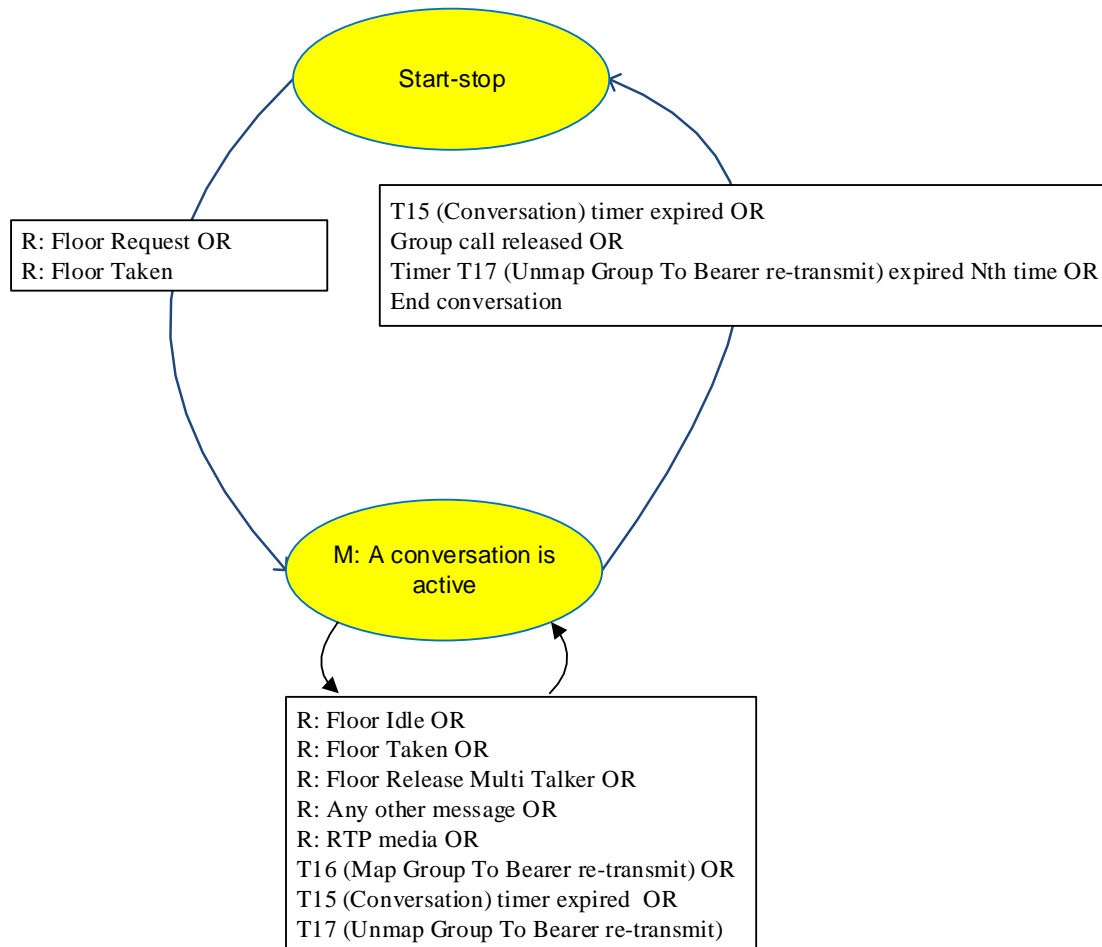 Start-stop
R: Floor Request OR
R: Floor Taken
T15 (Conversation) timer expired OR
Group call released OR
Timer T17 (Unmap Group To Bearer re-transmit) expired Nth time OR
End conversation
M: A conversation is
active
R: Floor Idle OR
R: Floor Taken OR
R: Floor Release Multi Talker OR
R: Any other message OR
R: RTP media OR
T16 (Map Group To Bearer re-transmit) OR
T15 (Conversation) timer expired  OR
T17 (Unmap Group To Bearer re-transmit)